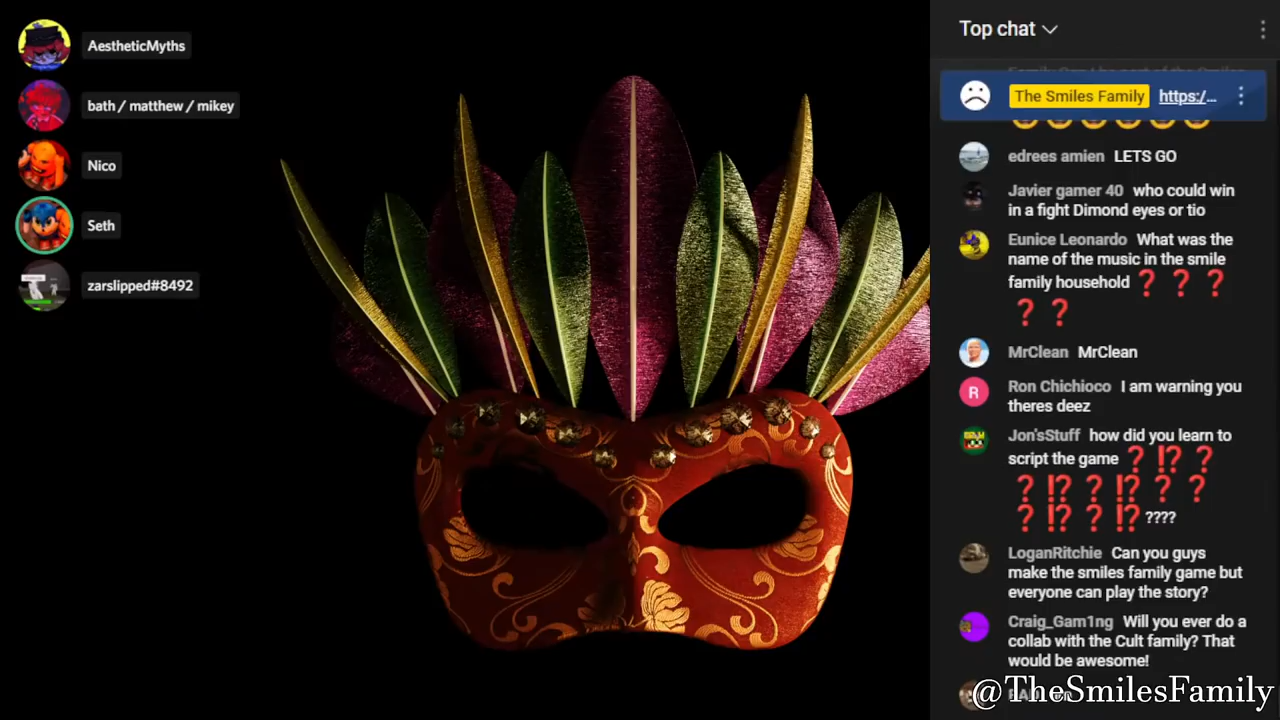 AestheticMyths
bath / matthew / mikey
Nico
Seth
zarslipped#8492
Top chat
The Smiles Family https:/...
edrees amien LETS GO
Javier gamer 40 who could win
in a fight Dimond eyes or tio
Eunice Leonardo What was the
name of the music in the smile
family household ❓ ❓ ❓
❓ ❓
MrClean MrClean
R
Ron Chichioco I am warning you
theres deez
Jon'sStuff how did you learn to
script the game ❓ ⁉️ ❓
❓ ⁉️ ❓ ⁉️ ❓ ❓
❓ ⁉️ ❓ ⁉️ ????
LoganRitchie Can you guys
make the smiles family game but
everyone can play the story?
Craig_Gam1ng Will you ever do a
collab with the Cult family? That
would be awesome!
@TheSmilesFamily